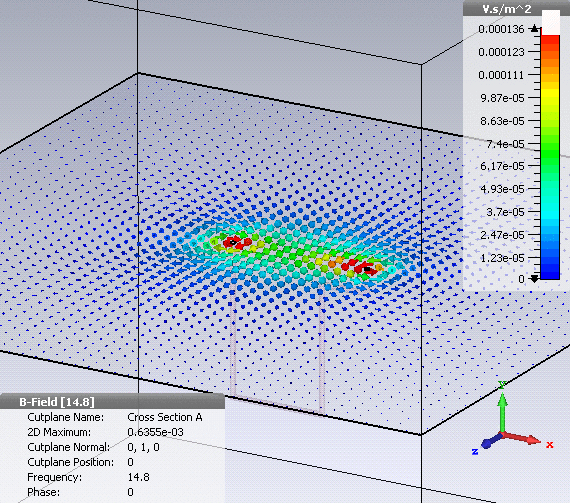 V.s/m^2
0.000136
0.000123
0.000111
9.87e-05
8.63e-05
7.4e-05
6.17e-05
4.93e-05
3.7e-05
2.47e-05
1.23e-05
0
B-Field [14.8]
Cutplane Name: Cross Section A
2D Maximum: 0.6355e-03
Cutplane Normal: 0, 1, 0
Cutplane Position: 0
Frequency: 14.8
Phase: 0
Y
x
z